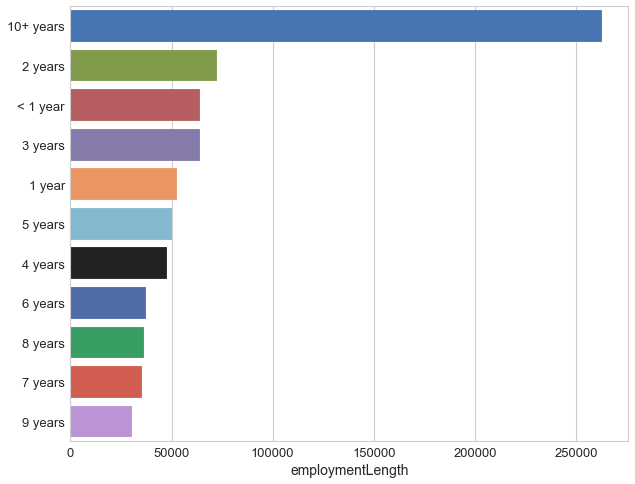 10+ years
2 years
< 1 year
3 years
1 year
5 years
4 years
6 years
8 years
7 years
9 years
0 50000 100000 150000 200000 250000
employmentLength